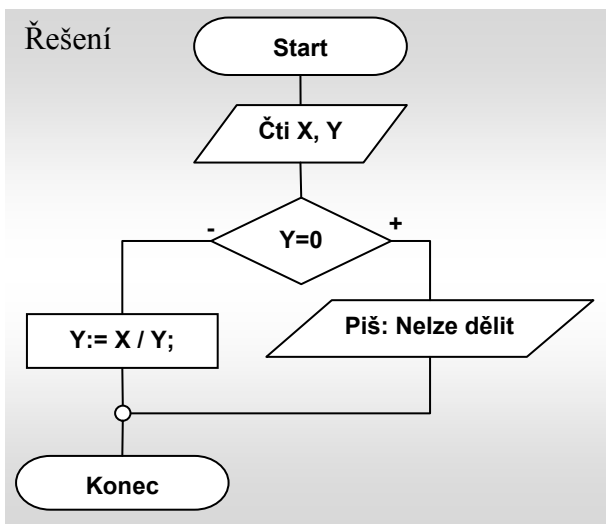 Řešení
Start
Čti X, Y
- +
Y=0
Y:= X / Y;
Piš: Nelze dělit
Konec